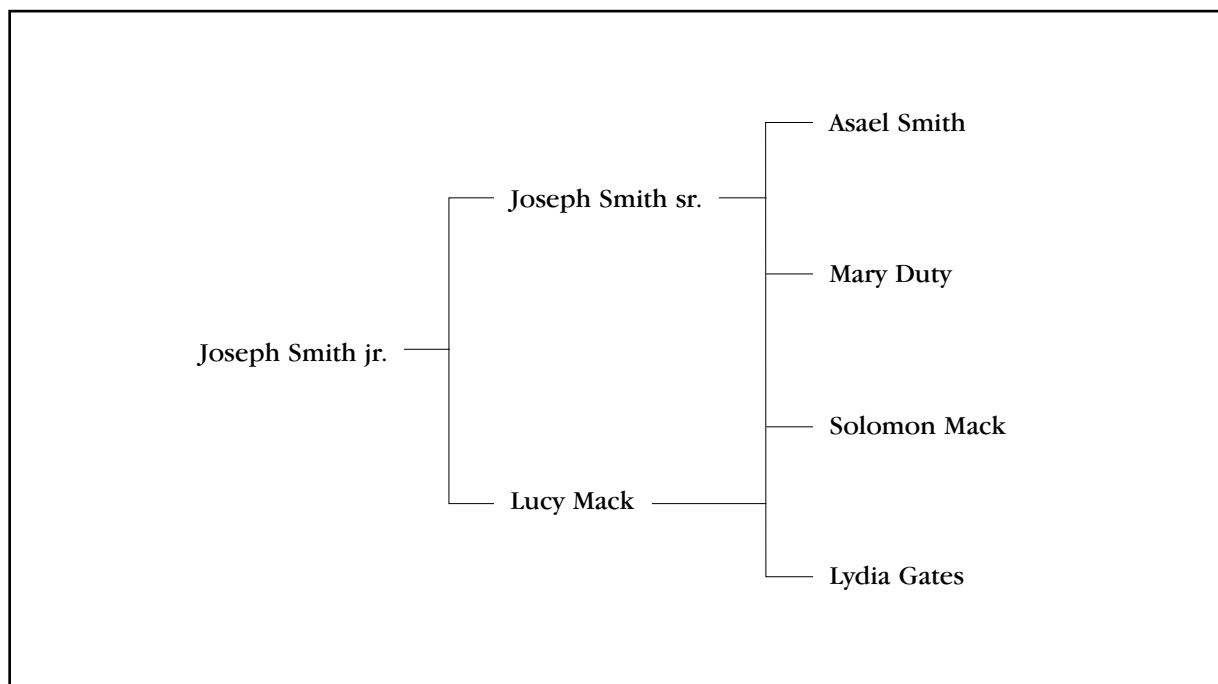 Asael Smith
Joseph Smith sr.
Mary Duty
Joseph Smith jr.
Solomon Mack
Lucy Mack
Lydia Gates